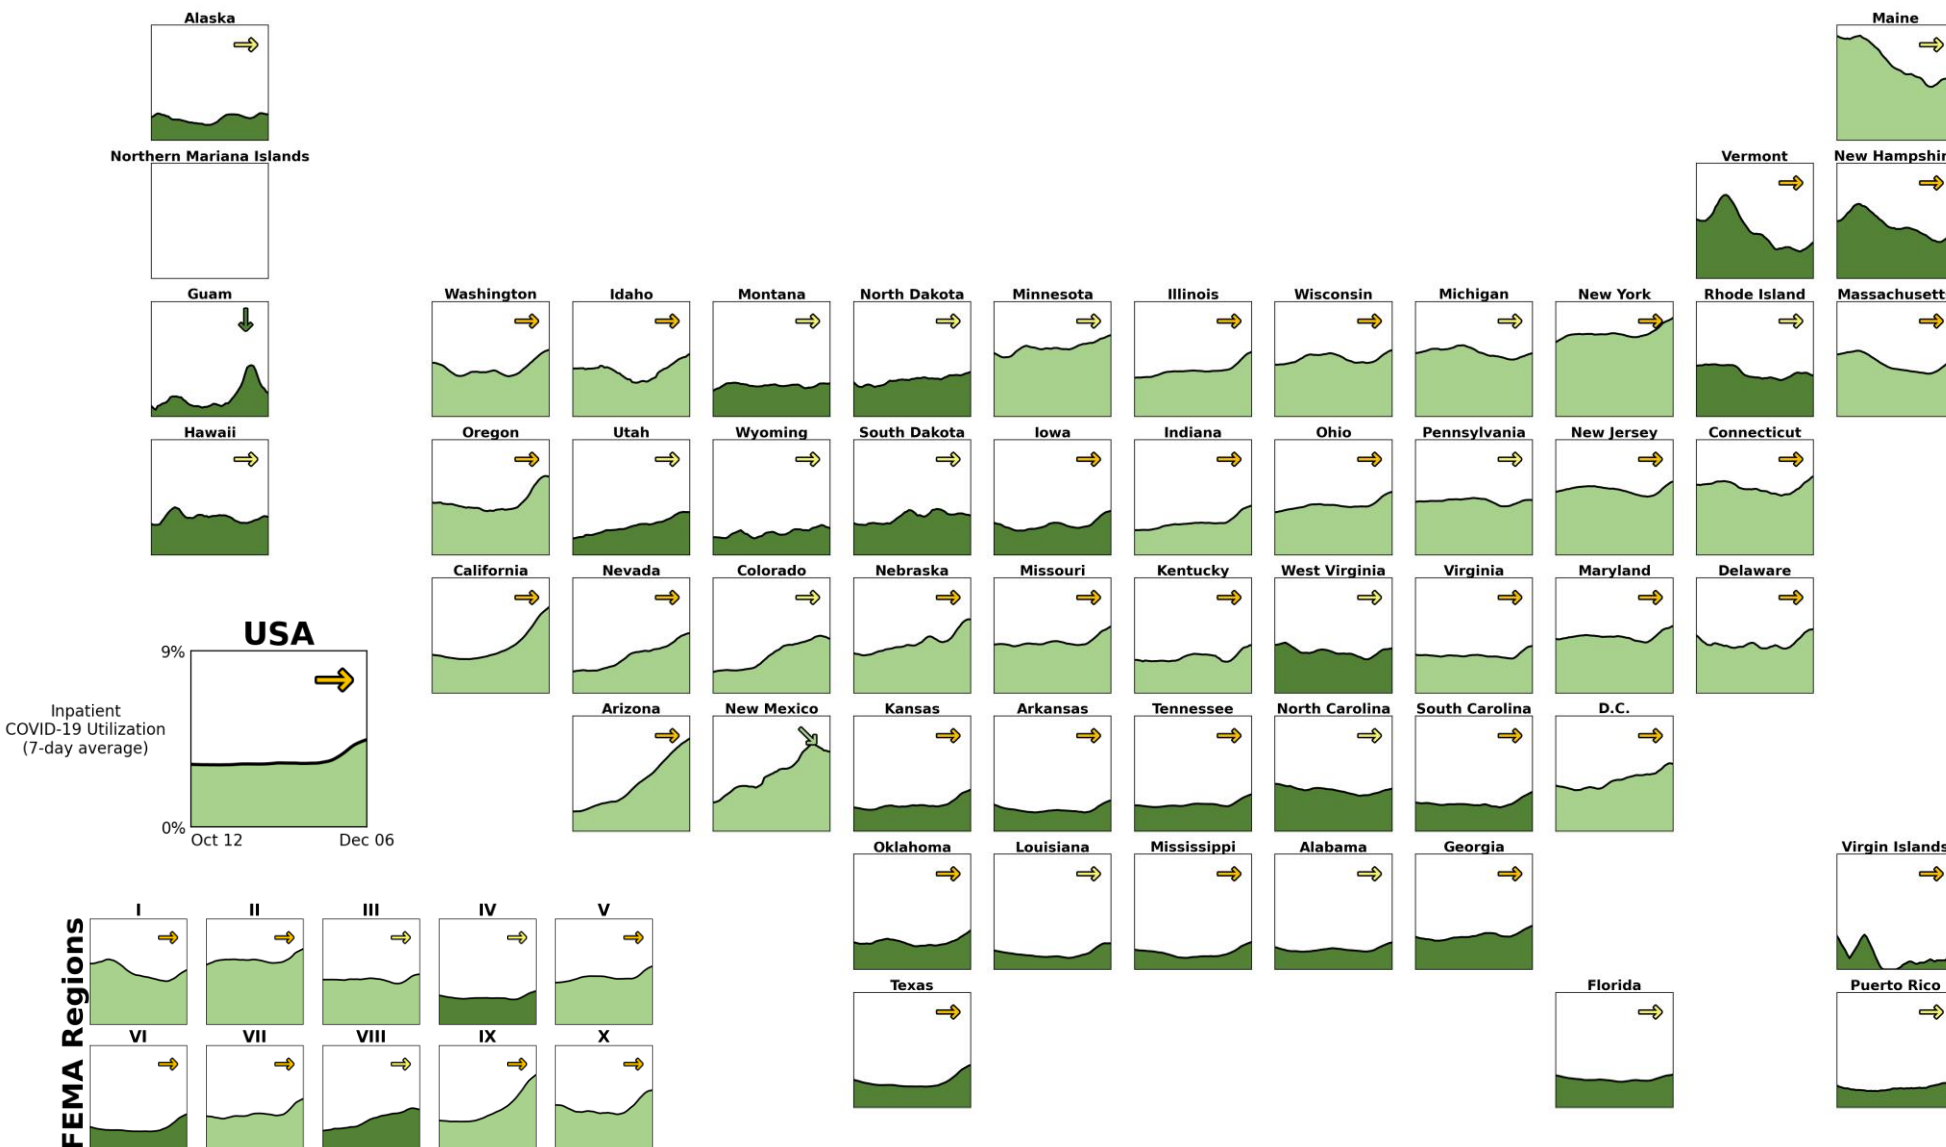 Alaska
Maine
Northern Mariana Islands
Vermont
New Hampshir
Guam
Washington
Idaho
Montana
North Dakota
Minnesota
Illinois
Wisconsin
Michigan
New York
Rhode Island
Massachusett
Hawaii
Oregon
Utah
Wyoming
South Dakota
Iowa
Indiana
Ohio
Pennsylvania
New Jersey
Connecticut
California
Nevada
Colorado
Nebraska
Missouri
Kentucky
West Virginia
Virginia
Maryland
Delaware
USA
9%
Inpatient
COVID-19 Utilization
(7-day average)
0%
Oct 12
Dec 06
Arizona
New Mexico
Kansas
Arkansas
Tennessee
North Carolina
South Carolina
D.C.
Oklahoma
Louisiana
Mississippi
Alabama
Georgia
Virgin Islands
Texas
Florida
Puerto Rico
FEMA Regions
I
II
III
IV
V
VI
VII
VIII
IX
X